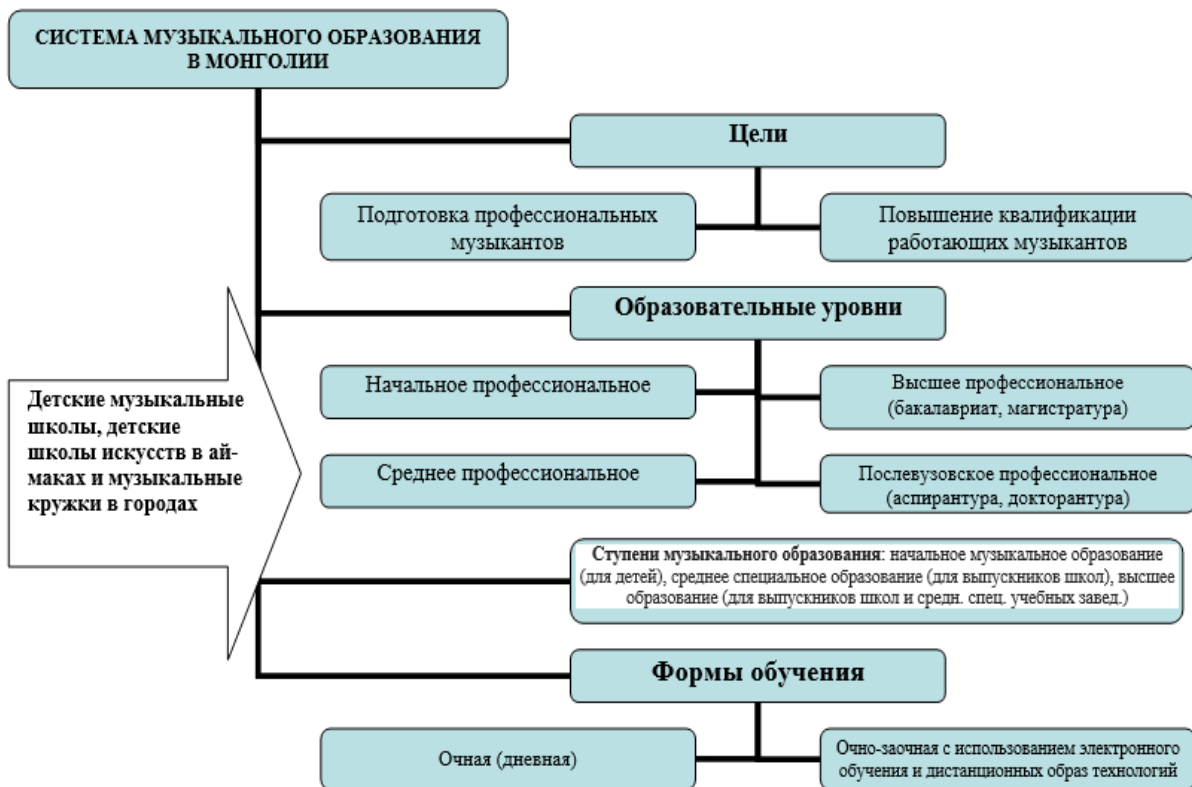 СИСТЕМА МУЗЫКАЛЬНОГО ОБРАЗОВАНИЯ
В МОНГОЛИИ
Цели
Подготовка профессиональных
музыкантов
Повышение квалификации
работающих музыкантов
Образовательные уровни
Начальное профессиональное
Высшее профессиональное
(бакалавриат, магистратура)
Среднее профессиональное
Послевузовское профессиональное
(аспирантура, докторантура)
Детские музыкальные
школы, детские
школы искусств в ай-
маках и музыкальные
кружки в городах
Ступени музыкального образования: начальное музыкальное образование
(для детей), среднее специальное образование (для выпускников школ), высшее
образование (для выпускников школ и средн. спец. учебных завед.)
Формы обучения
Очная (дневная)
Очно-заочная с использованием электронного
обучения и дистанционных образ технологий